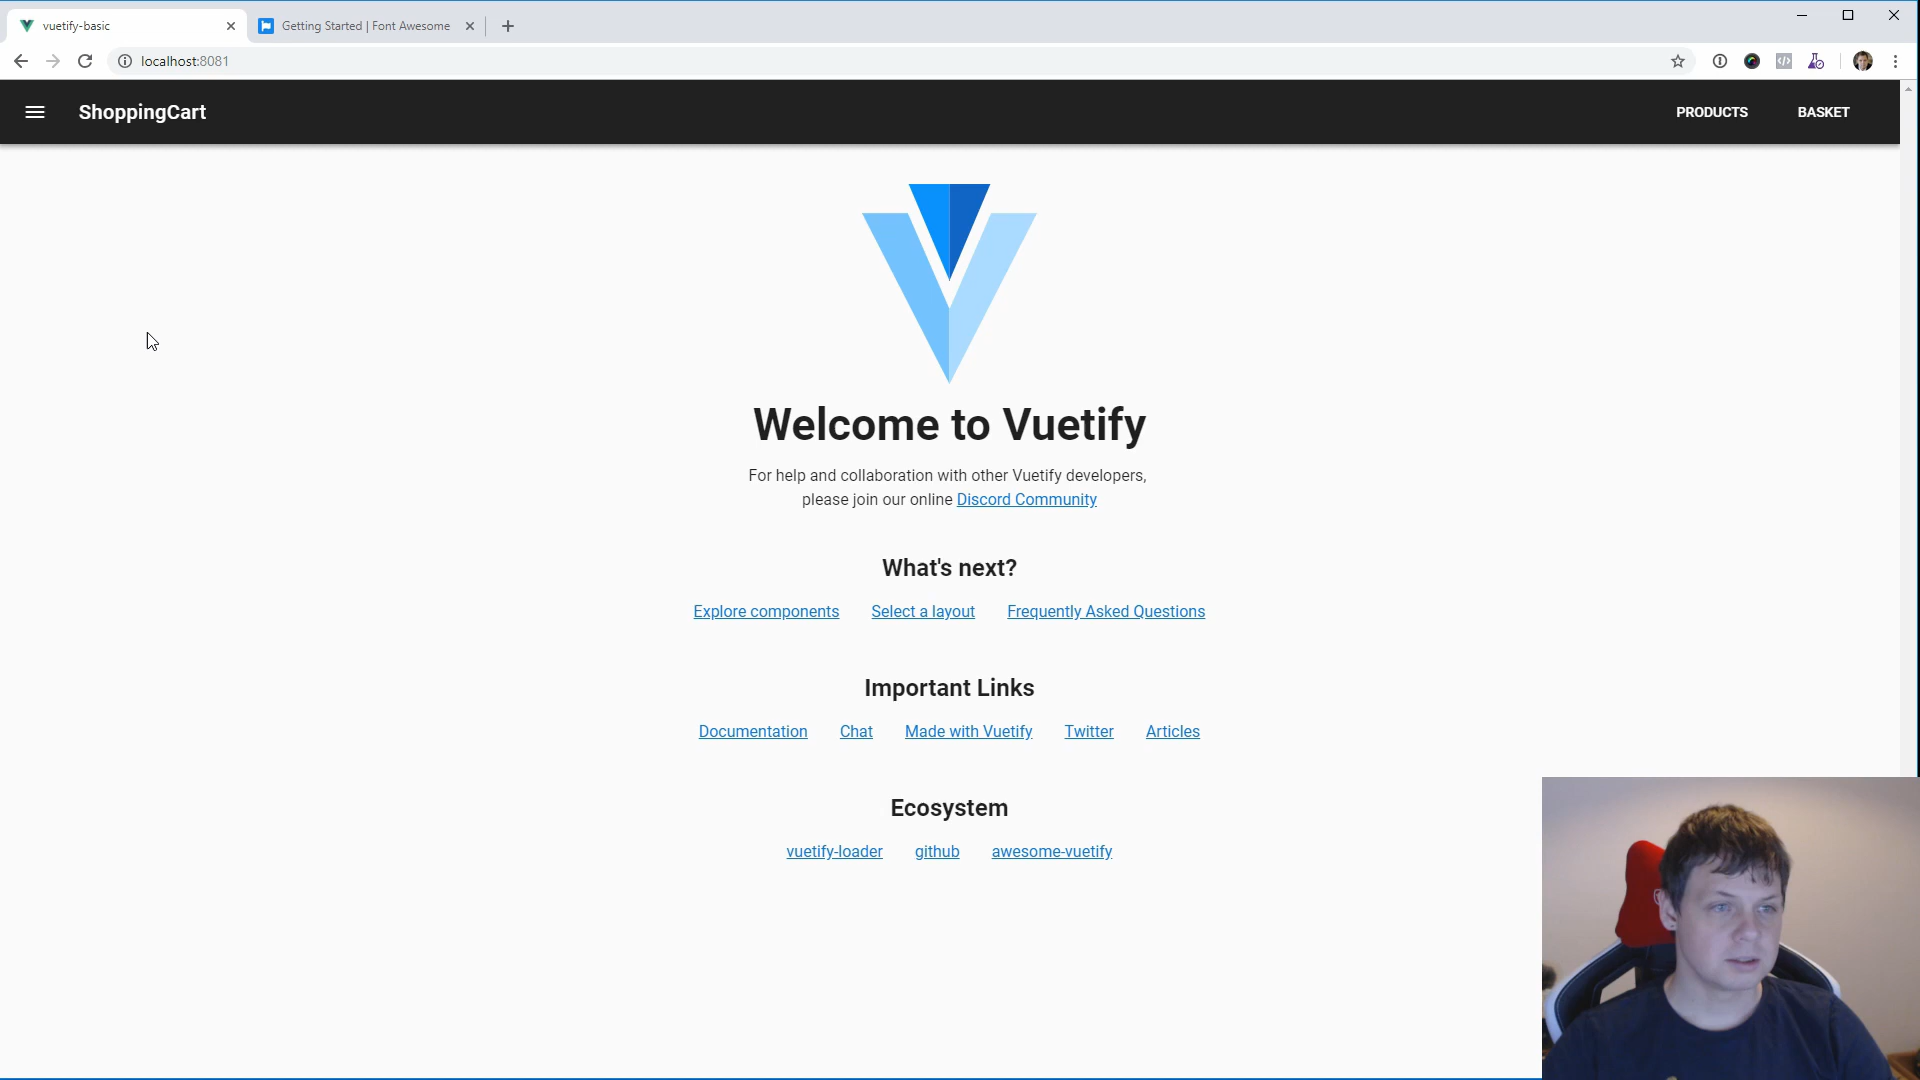 vuetify-basic
Getting Started | Font Awesome
localhost:8081
ShoppingCart
PRODUCTS
BASKET
Welcome to Vuetify
For help and collaboration with other Vuetify developers,
please join our online Discord Community
What's next?
Explore components
Select a layout
Frequently Asked Questions
Important Links
Documentation
Chat
Made with Vuetify
Twitter
Articles
Ecosystem
vuetify-loader
github
awesome-vuetify